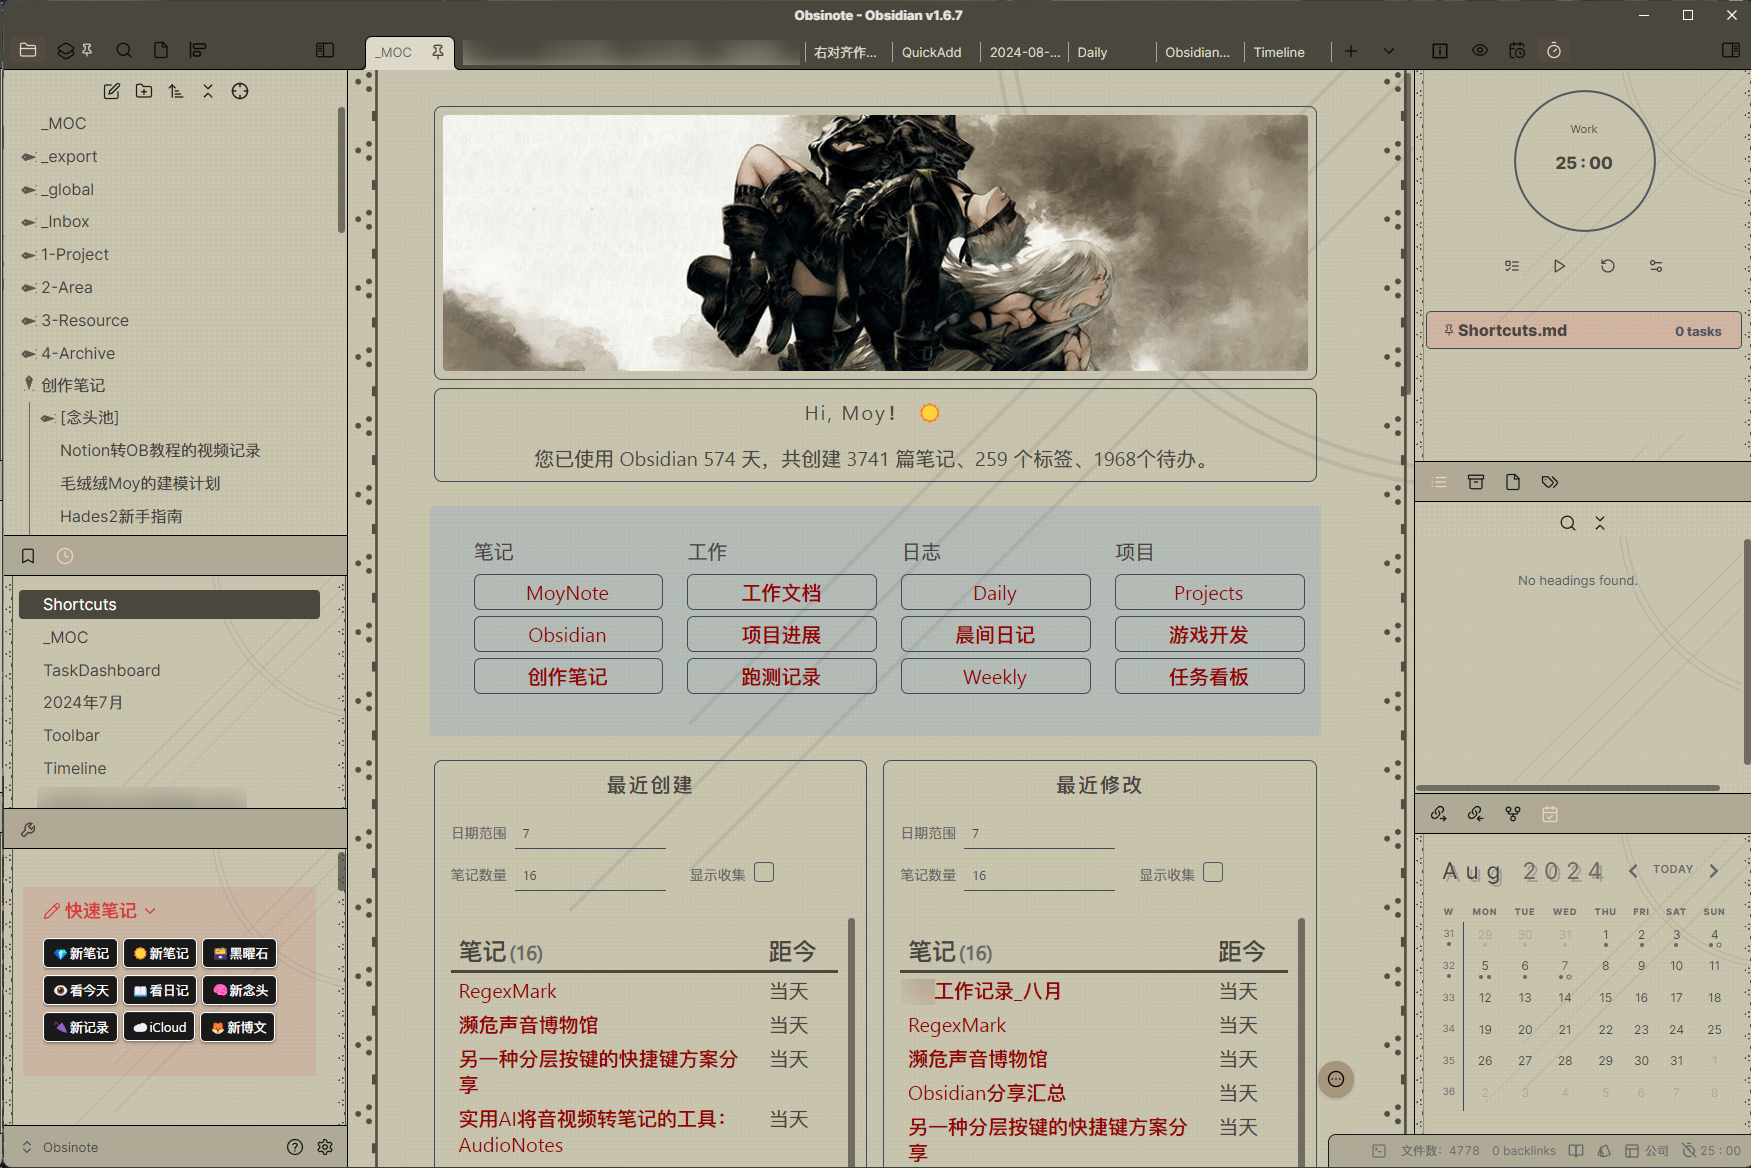 Obsinote - Obsidian v1.6.7
_MOC
右对齐作...
QuickAdd
2024-08-...
Daily
Obsidian...
Timeline
_MOC
_export
_global
_Inbox
1-Project
2-Area
3-Resource
4-Archive
创作笔记
[念头池]
Notion转OB教程的视频记录
毛绒绒Moy的建模计划
Hades2新手指南
Shortcuts
_MOC
TaskDashboard
2024年7月
Toolbar
Timeline
快速笔记
新笔记 新笔记 黑曜石
看今天 看日记 新念头
新记录 iCloud 新博文
Obsinote
Hi, Moy!
您已使用 Obsidian 574 天，共创建 3741 篇笔记、259 个标签、1968个待办。
笔记 工作 日志 项目
MoyNote 工作文档 Daily Projects
Obsidian 项目进展 晨间日记 游戏开发
创作笔记 跑测记录 Weekly 任务看板
最近创建
日期范围 7
笔记数量 16 显示收集
笔记 (16) 距今
RegexMark 当天
濒危声音博物馆 当天
另一种分层按键的快捷键方案分 当天
享
实用AI将音视频转笔记的工具： 当天
AudioNotes
最近修改
日期范围 7
笔记数量 16 显示收集
笔记 (16) 距今
工作记录_八月 当天
RegexMark 当天
濒危声音博物馆 当天
Obsidian分享汇总 当天
另一种分层按键的快捷键方案分 当天
享
Work
25 : 00
Shortcuts.md 0 tasks
No headings found.
Aug 2024 TODAY
W MON TUE WED THU FRI SAT SUN
31 29 30 31 1 2 3 4
32 5 6 7 8 9 10 11
33 12 13 14 15 16 17 18
34 19 20 21 22 23 24 25
35 26 27 28 29 30 31 1
36 2 3 4 5 6 7 8
文件数：4778 0 backlinks 公司 25 : 00